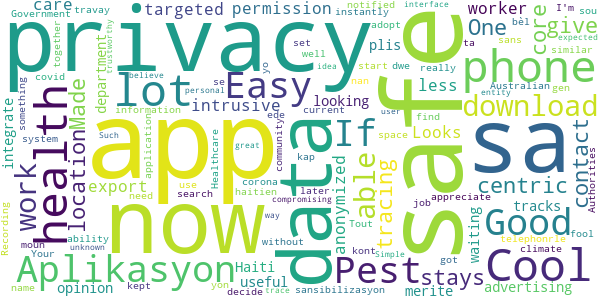 care
Government
travay
targeted
permission
instantly
notified
adopt
interface
I'm
sou
expected
bèl
sans
similar
gen
worker
One
core
give
privacy
safe
phone
together
trustworthy
department
something
covid
integrate
system
health
lot
Made
Easy
yo
set
well
idea
plis
start
dwe
ta
really
less
looking
se
believe
personal
nan
current
user
information
intrusive
ede
If
data
app
now
sa
download
Australian
entity
find
Looks
space
contact
Authorities
centric
tracks
work
location
export
application
Such
great
use
need
Healthcare
community
search
corona
haitien
way
without
kap
later
compromising
able
anonymized
tracing
job
appreciate
Good
waiting
telephonrie
Tout
kont
Simple
got
climate
fool
Cool
Recording
moun
Your
ability
unknown
Aplikasyon
Haiti
useful
Pest
stays
name
opinion
kept
yon
decide
trace
sansibilizasyon
merite
advertising